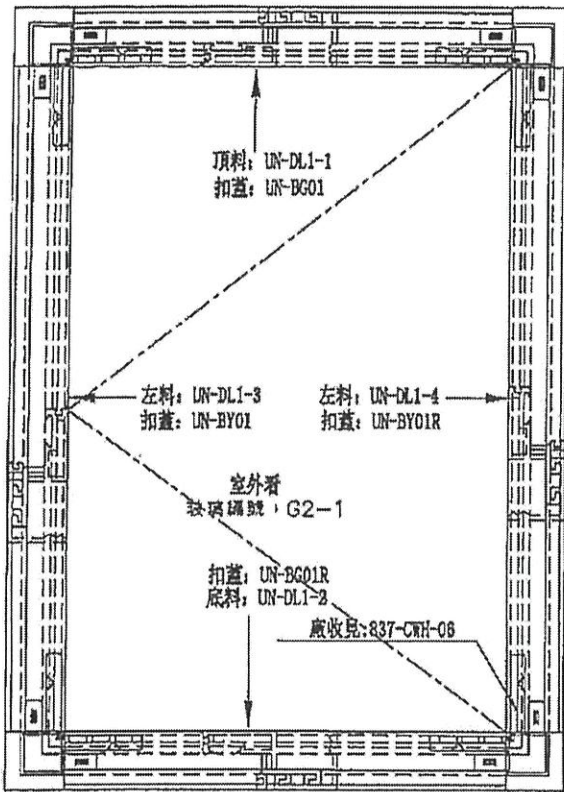 頂料: UN-DL1-1
扣蓋: UN-BG01
左料: UN-DL1-3
扣蓋: UN-BY01
左料: UN-DL1-4
扣蓋: UN-BY01R
室外看
玻璃編號: G2-1
扣蓋: UN-BG01R
底料: UN-DL1-2
廠收見:837-CWH-06